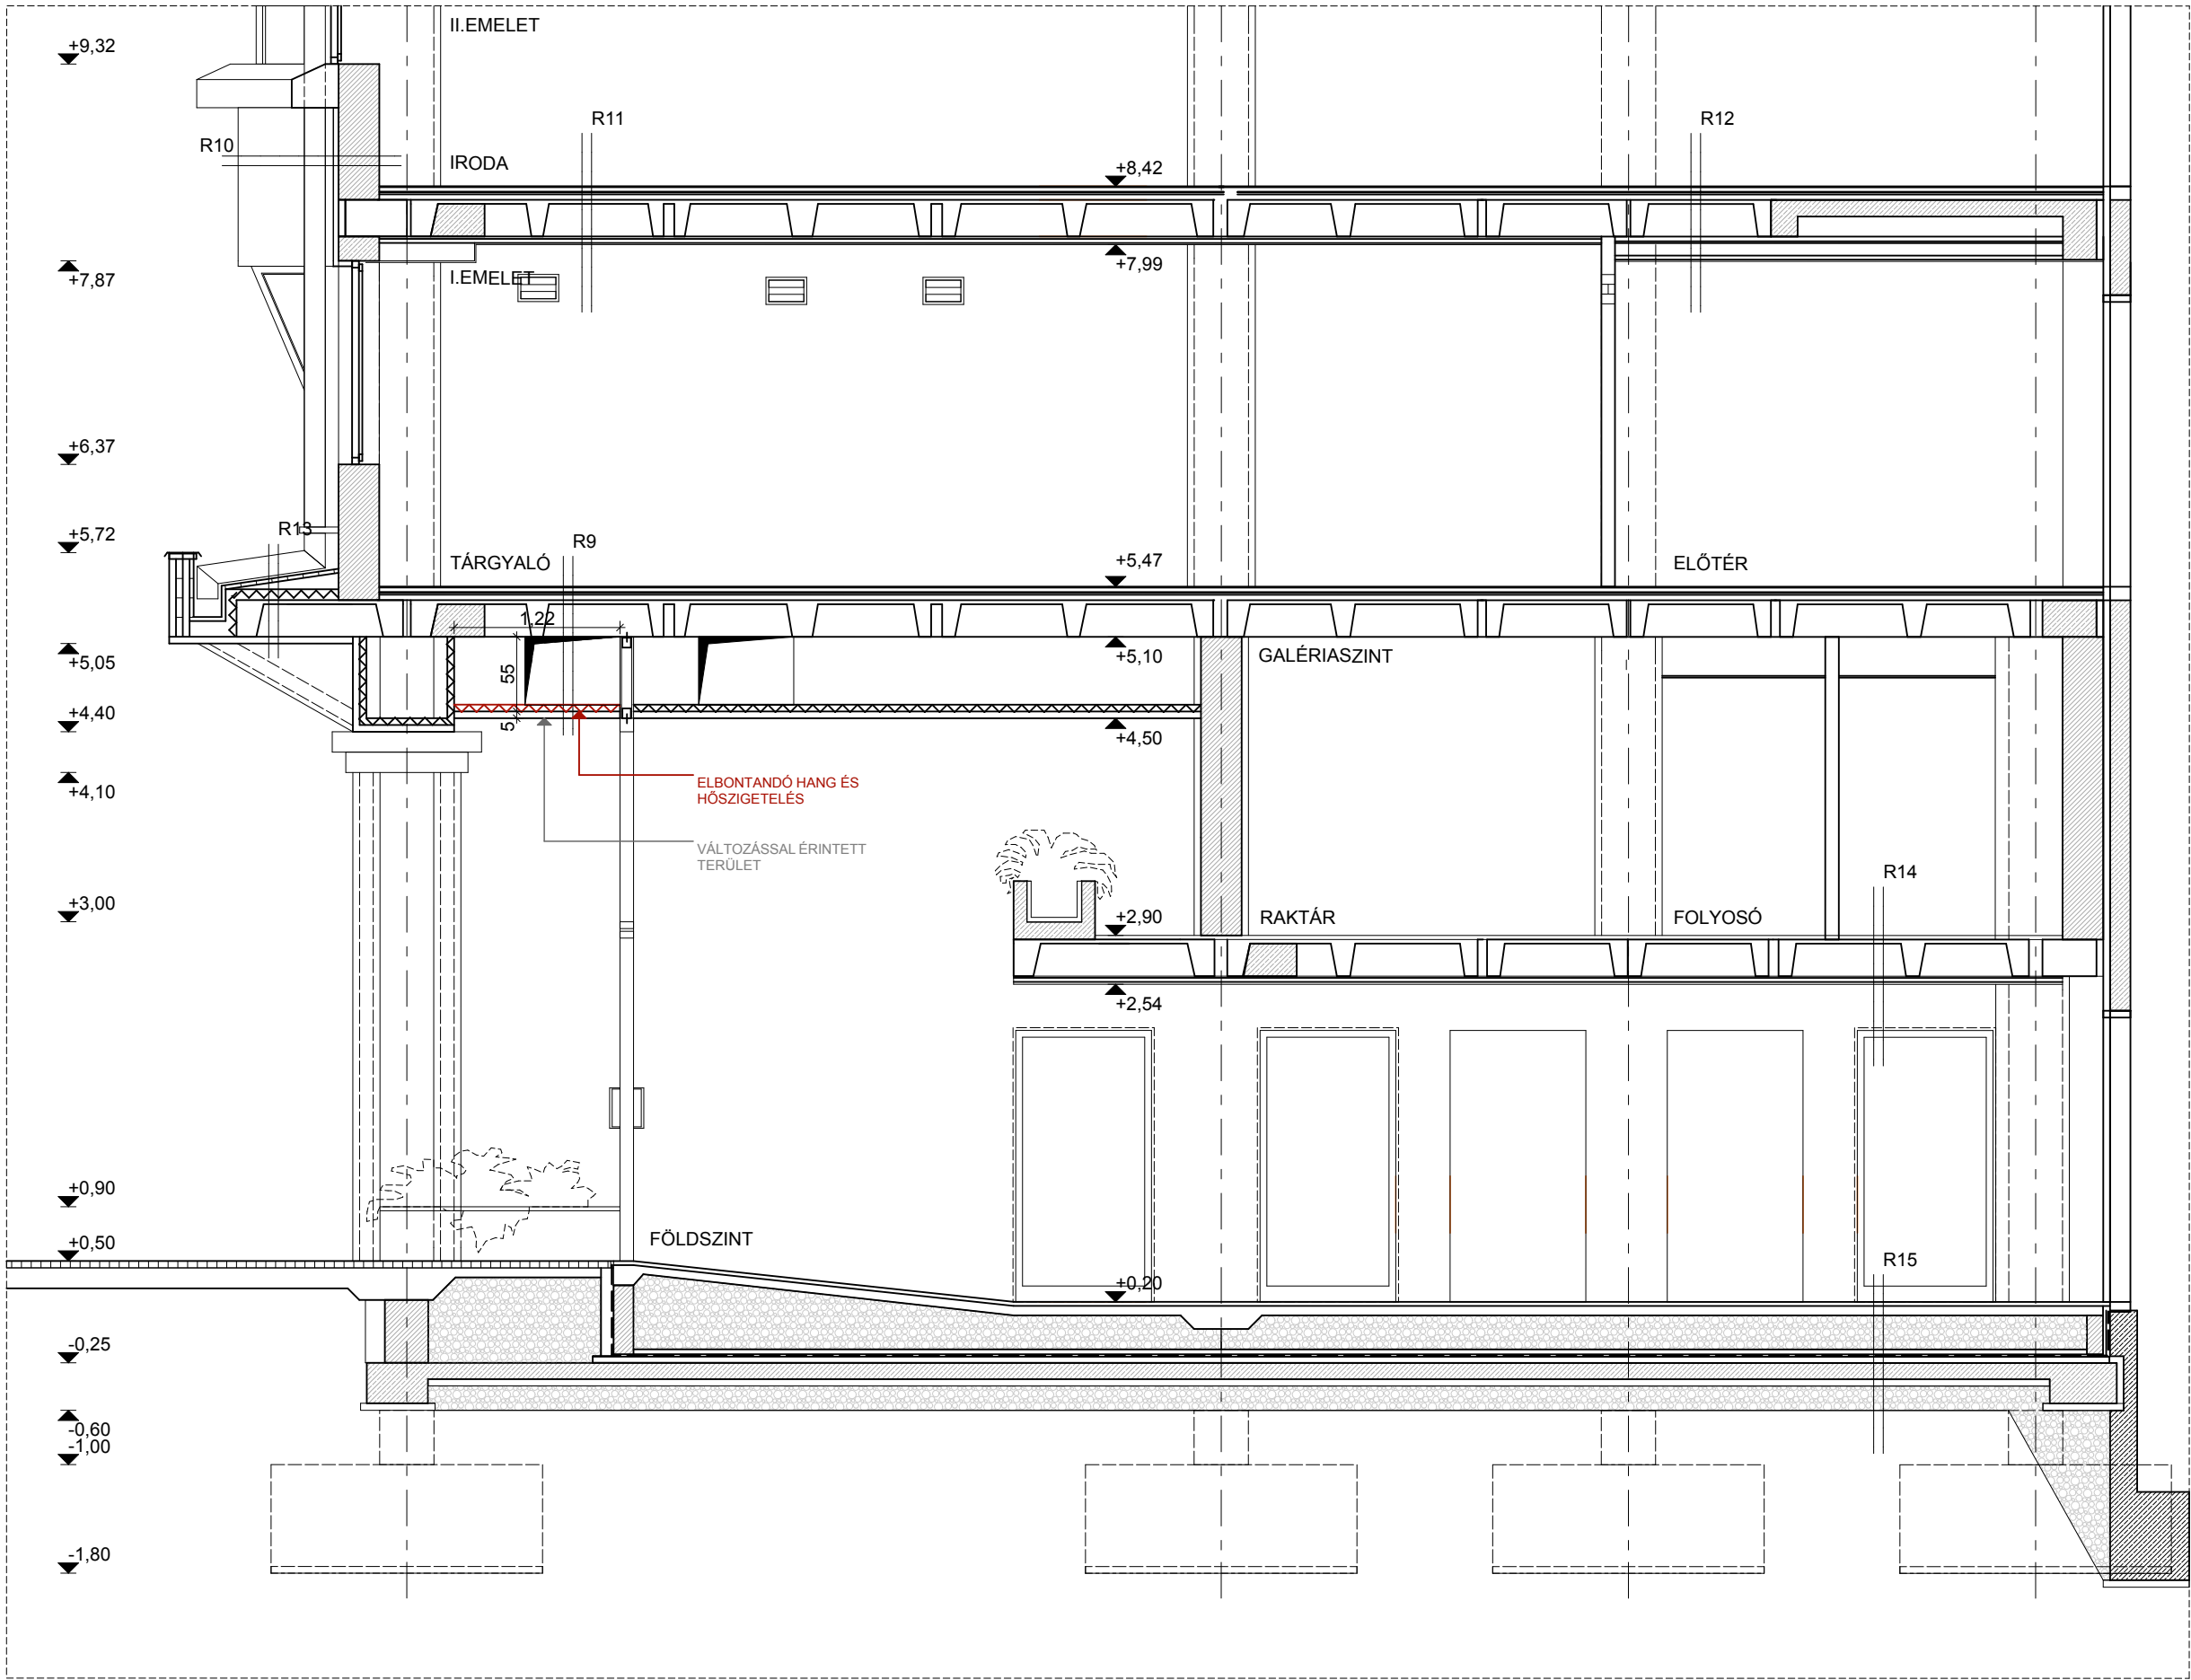 II.EMELET
+9,32
R11
R12
R10
IRODA
+8,42
+7,99
+7,87
I.EMELET
+6,37
R13
+5,72
R9
TÁRGYALÓ
+5,47
ELŐTÉR
1,22
+5,05
55
+5,10
GALÉRIASZINT
+4,40
5
+4,50
ELBONTANDÓ HANG ÉS
HŐSZIGETELÉS
+4,10
VÁLTOZÁSSAL ÉRINTETT
TERÜLET
R14
+3,00
+2,90
RAKTÁR
FOLYOSÓ
+2,54
+0,90
+0,50
FÖLDSZINT
R15
+0,20
-0,25
-0,60
-1,00
-1,80